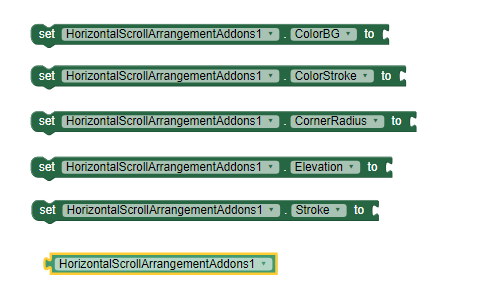 set HorizontalScrollArrangementAddons1 . ColorBG to
set HorizontalScrollArrangementAddons1 . ColorStroke to
set HorizontalScrollArrangementAddons1 . CornerRadius to
set HorizontalScrollArrangementAddons1 . Elevation to
set HorizontalScrollArrangementAddons1 . Stroke to
HorizontalScrollArrangementAddons1